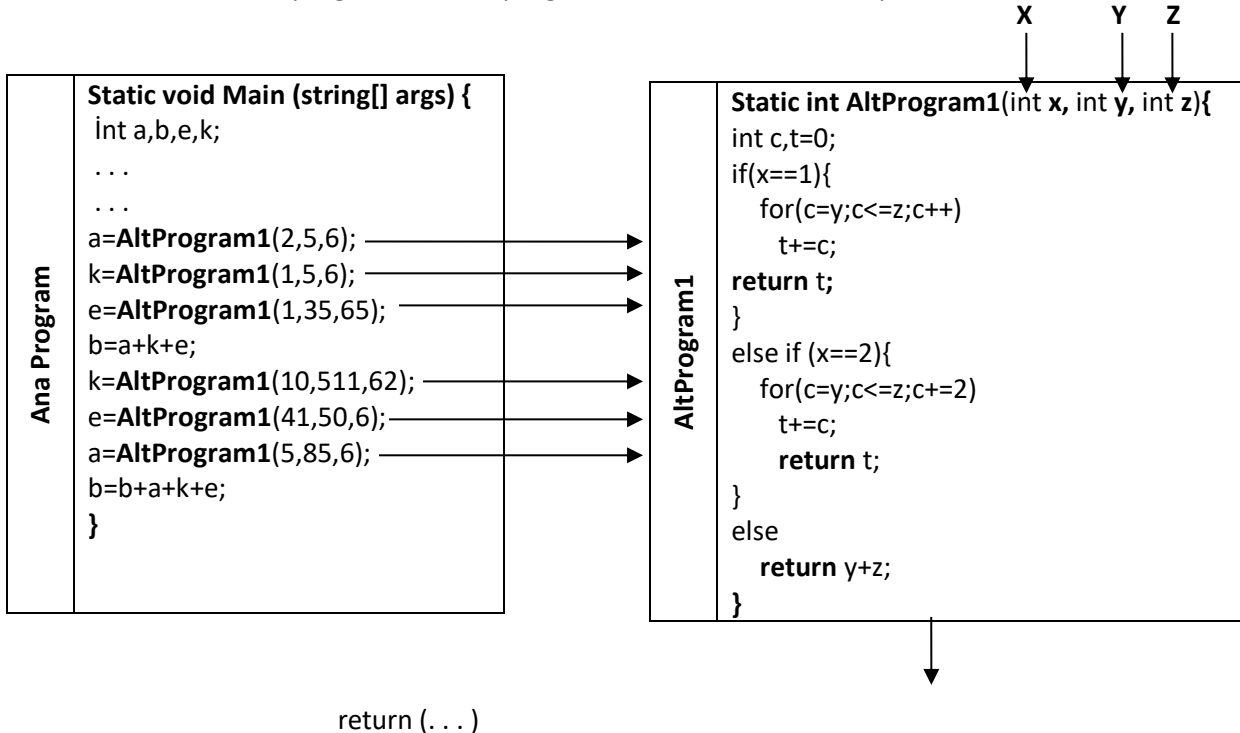 X Y Z
Ana Program
Static void Main (string[] args) {
İnt a,b,e,k;
. . .
. . .
a=AltProgram1(2,5,6);
k=AltProgram1(1,5,6);
e=AltProgram1(1,35,65);
b=a+k+e;
k=AltProgram1(10,511,62);
e=AltProgram1(41,50,6);
a=AltProgram1(5,85,6);
b=b+a+k+e;
}
AltProgram1
Static int AltProgram1(int x, int y, int z){
int c,t=0;
if(x==1){
for(c=y;c<=z;c++)
t+=c;
return t;
}
else if (x==2){
for(c=y;c<=z;c+=2)
t+=c;
return t;
}
else
return y+z;
}
return (. . . )